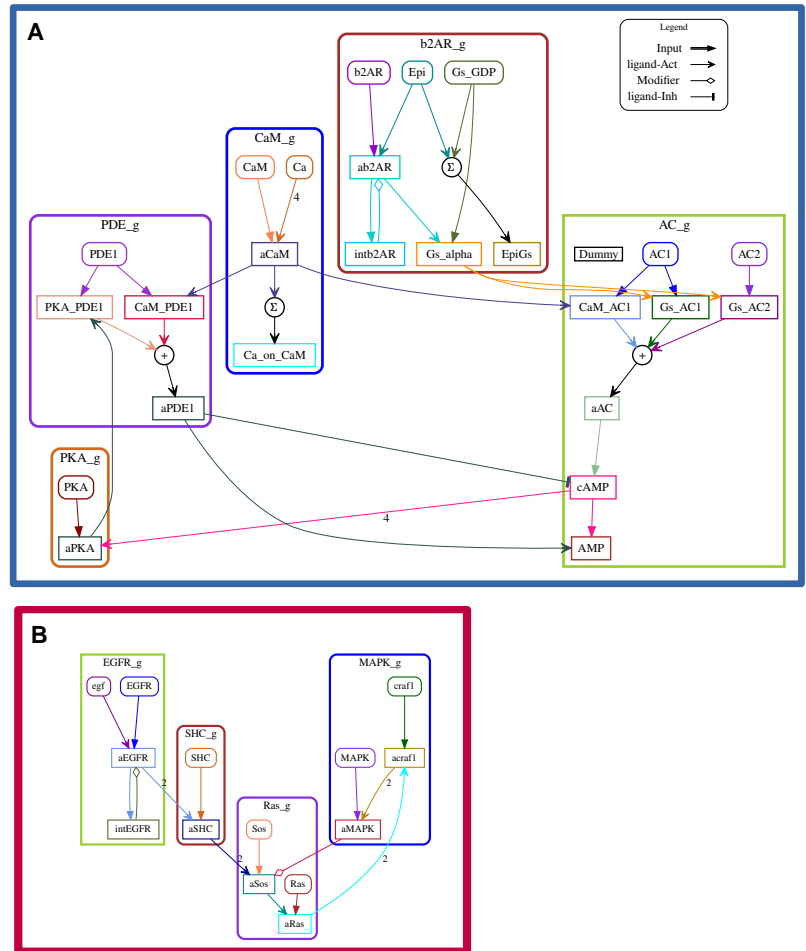 A
b2AR_g
Legend
Input
ligand-Act
Modifier
ligand-Inh
b2AR
Epi
Gs_GDP
ab2AR
Σ
intb2AR
Gs_alpha
EpiGs
CaM_g
CaM
Ca
4
aCaM
Σ
Ca_on_CaM
PDE_g
PDE1
PKA_PDE1
CaM_PDE1
+
aPDE1
AC_g
Dummy
AC1
AC2
CaM_AC1
Gs_AC1
Gs_AC2
+
aAC
cAMP
AMP
PKA_g
PKA
aPKA
4
B
EGFR_g
egf
EGFR
aEGFR
2
intEGFR
SHC_g
SHC
aSHC
2
Ras_g
Sos
aSos
Ras
aRas
MAPK_g
craf1
MAPK
acraf1
2
aMAPK
2